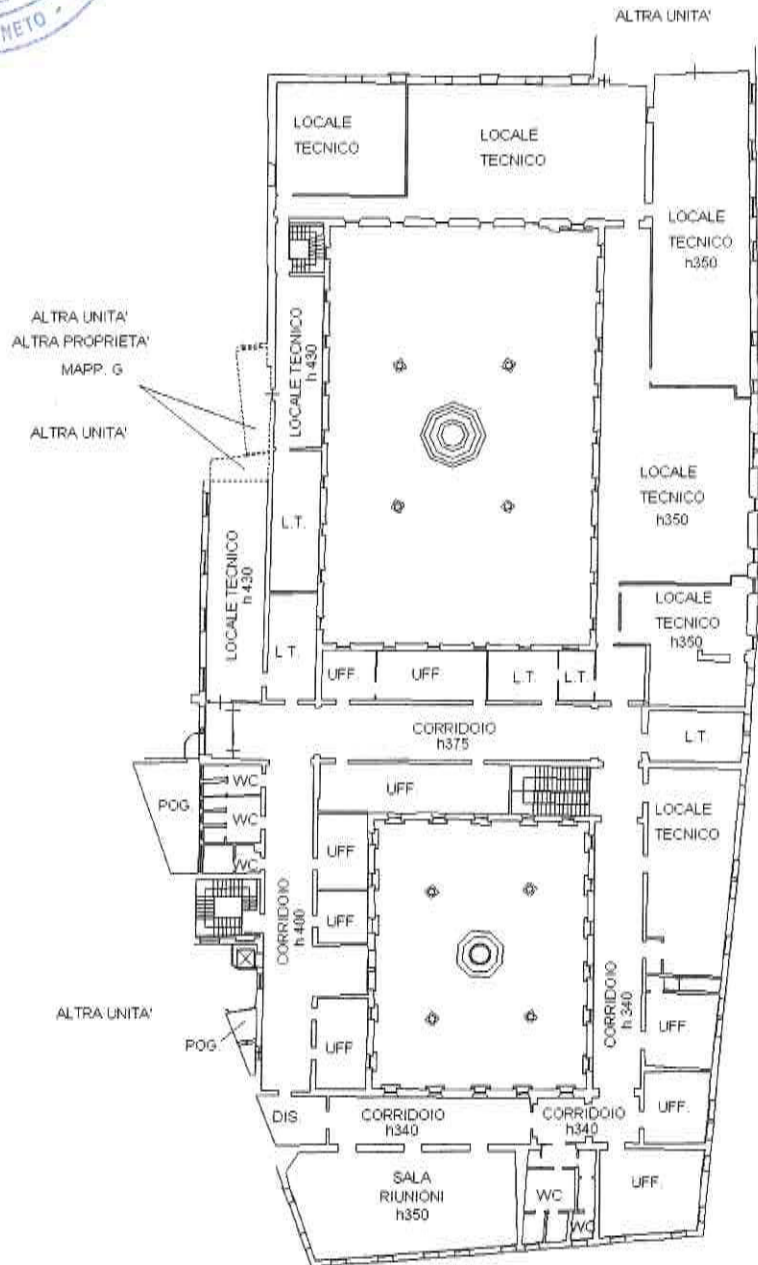 NETO
ALTRA UNITA'
LOCALE
TECNICO
LOCALE
TECNICO
LOCALE
TECNICO
h350
ALTRA UNITA'
ALTRA PROPRIETA'
MAPP. G
ALTRA UNITA'
LOCALE TECNICO
h 430
LOCALE
TECNICO
h350
L.T.
LOCALE TECNICO
h 430
LOCALE
TECNICO
h350
L.T.
UFF.
UFF.
L.T.
L.T.
CORRIDOIO
h375
L.T.
POG.
WC
UFF.
WC
LOCALE
TECNICO
WC
UFF
UFF
CORRIDOIO
h 400
CORRIDOIO
h 340
ALTRA UNITA'
POG.
UFF
UFF.
DIS.
CORRIDOIO
h340
CORRIDOIO
h340
UFF.
SALA
RIUNIONI
h350
WC
WC
UFF.